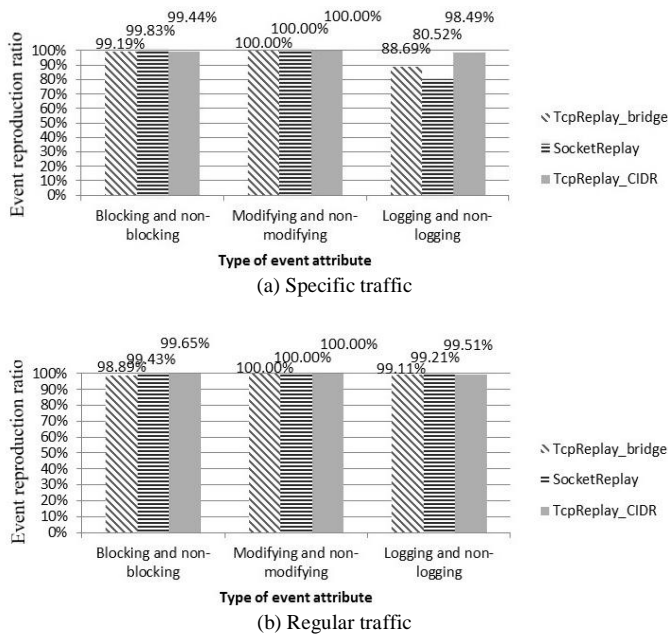 99.19%
99.83%
99.44%
100.00%
100.00%
100.00%
88.69%
80.52%
98.49%
Event reproduction ratio
100%
90%
80%
70%
60%
50%
40%
30%
20%
10%
0%
Blocking and non-
blocking
Modifying and non-
modifying
Logging and non-
logging
Type of event attribute
TcpReplay_bridge
SocketReplay
TcpReplay_CIDR
(a) Specific traffic
98.89%
99.43%
99.65%
100.00%
100.00%
100.00%
99.11%
99.21%
99.51%
Event reproduction ratio
100%
90%
80%
70%
60%
50%
40%
30%
20%
10%
0%
Blocking and non-
blocking
Modifying and non-
modifying
Logging and non-
logging
Type of event attribute
TcpReplay_bridge
SocketReplay
TcpReplay_CIDR
(b) Regular traffic